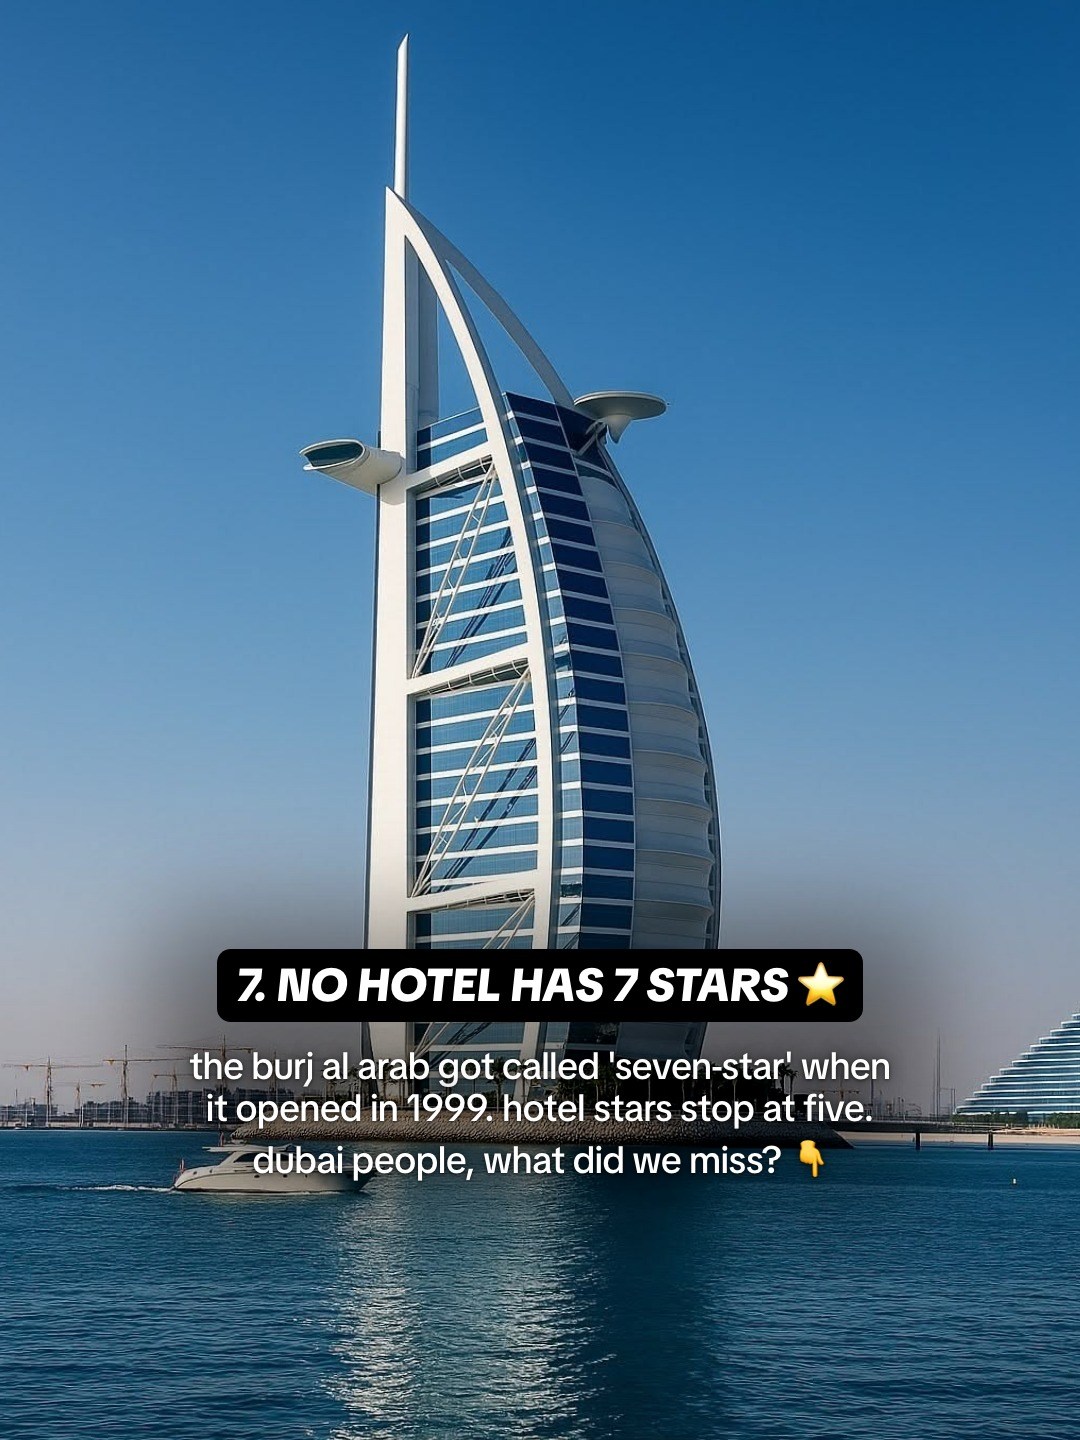 7. NO HOTEL HAS 7 STARS ⭐
the burj al arab got called 'seven-star' when
it opened in 1999. hotel stars stop at five.
dubai people, what did we miss? 👇